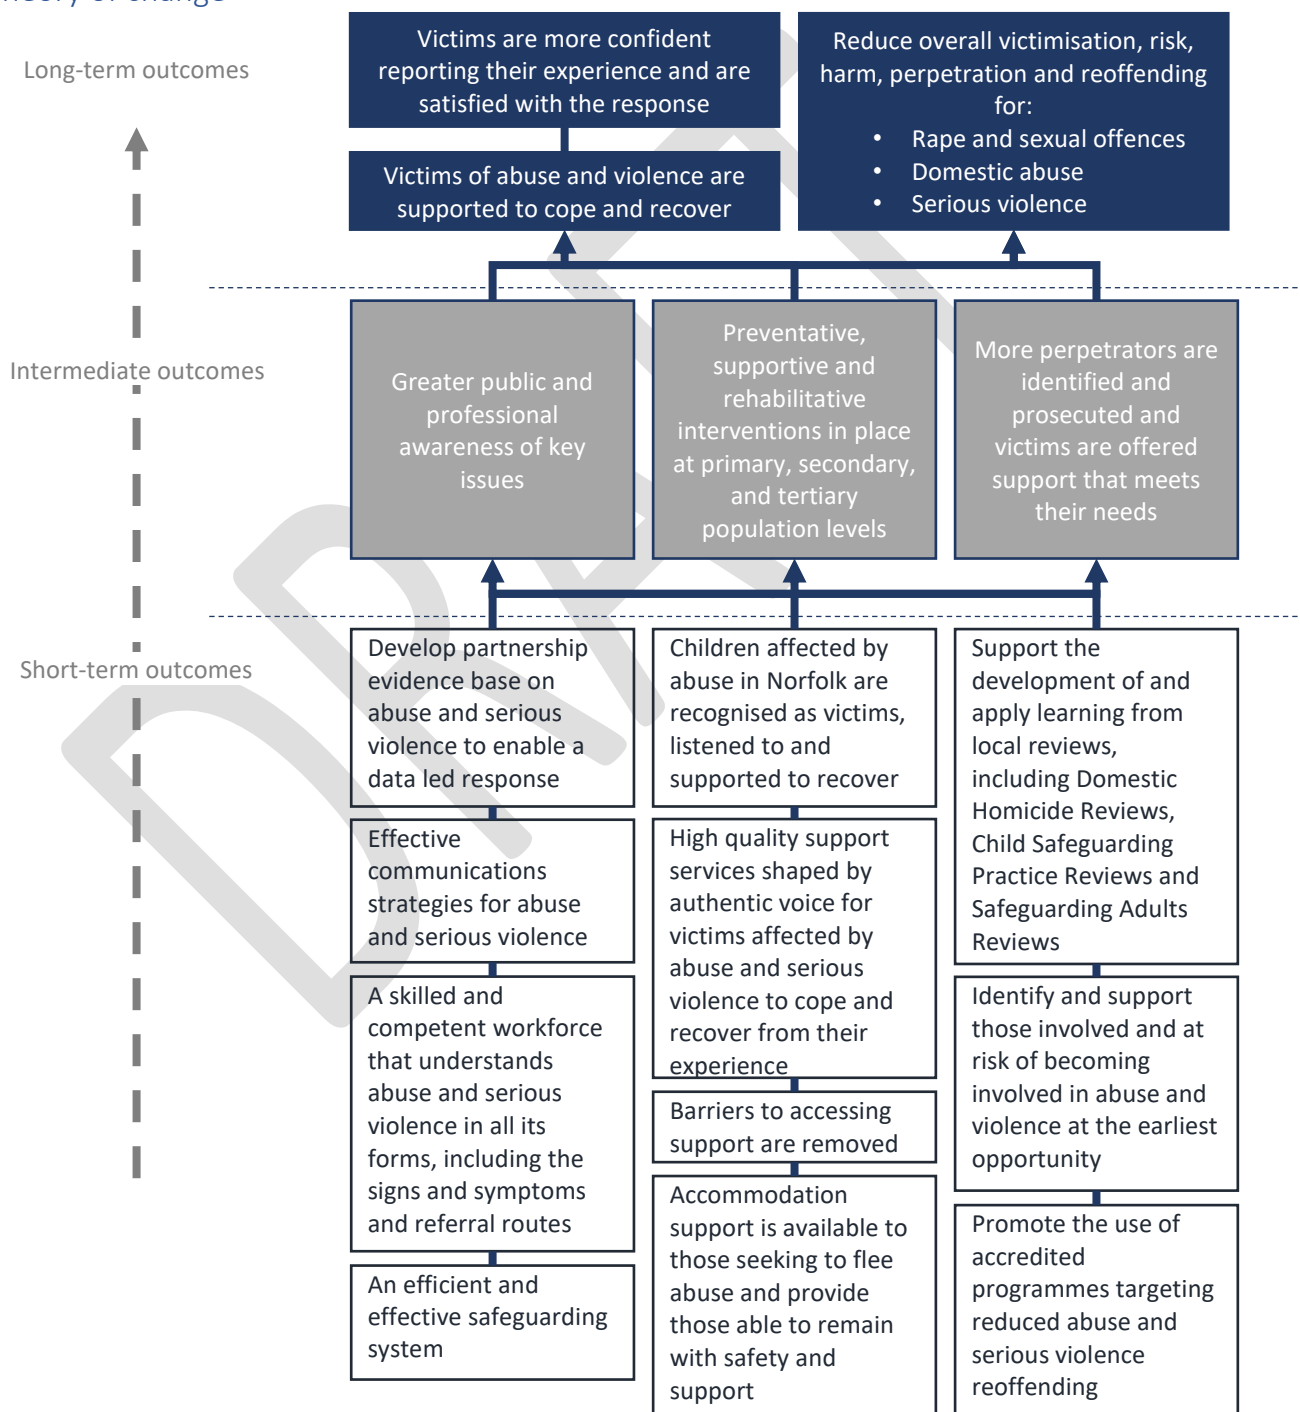 Theory of change
Long-term outcomes
Victims are more confident
reporting their experience and are
satisfied with the response
Reduce overall victimisation, risk,
harm, perpetration and reoffending
for:
• Rape and sexual offences
• Domestic abuse
• Serious violence
Victims of abuse and violence are
supported to cope and recover
Intermediate outcomes
Greater public and
professional
awareness of key
issues
Preventative,
supportive and
rehabilitative
interventions in place
at primary, secondary,
and tertiary
population levels
More perpetrators are
identified and
prosecuted and
victims are offered
support that meets
their needs
Short-term outcomes
Develop partnership
evidence base on
abuse and serious
violence to enable a
data led response
Effective
communications
strategies for abuse
and serious violence
A skilled and
competent workforce
that understands
abuse and serious
violence in all its
forms, including the
signs and symptoms
and referral routes
An efficient and
effective safeguarding
system
Children affected by
abuse in Norfolk are
recognised as victims,
listened to and
supported to recover
High quality support
services shaped by
authentic voice for
victims affected by
abuse and serious
violence to cope and
recover from their
experience
Barriers to accessing
support are removed
Accommodation
support is available to
those seeking to flee
abuse and provide
those able to remain
with safety and
support
Support the
development of and
apply learning from
local reviews,
including Domestic
Homicide Reviews,
Child Safeguarding
Practice Reviews and
Safeguarding Adults
Reviews
Identify and support
those involved and at
risk of becoming
involved in abuse and
violence at the earliest
opportunity
Promote the use of
accredited
programmes targeting
reduced abuse and
serious violence
reoffending
DRAFT